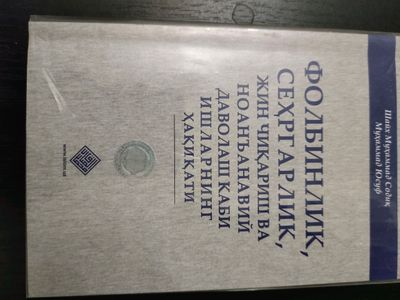 Шайх Муҳаммад Содиқ
Муҳаммад Юсуф
ФОЛБИНЛИК,
СЕҲРГАРЛИК,
ЖИН ЧИҚАРИШ ВА
НОАНЪАНАВИЙ
ДАВОЛАШ КАБИ
ИШЛАРНИНГ
ҲАҚИҚАТИ